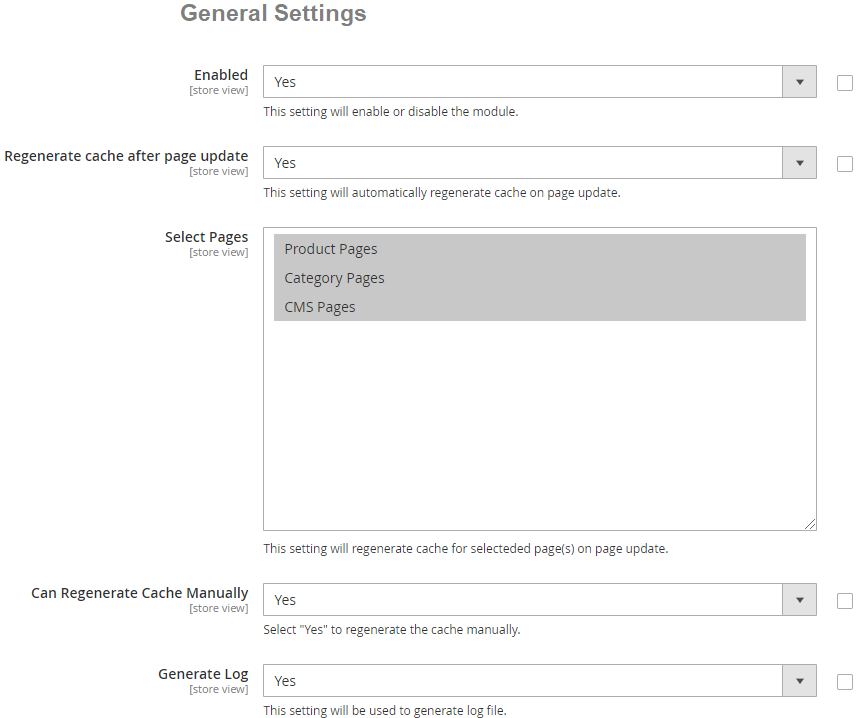 General Settings
Enabled
[store view]
Yes
This setting will enable or disable the module.
Regenerate cache after page update
[store view]
Yes
This setting will automatically regenerate cache on page update.
Select Pages
[store view]
Product Pages
Category Pages
CMS Pages
This setting will regenerate cache for selecteded page(s) on page update.
Can Regenerate Cache Manually
[store view]
Yes
Select "Yes" to regenerate the cache manually.
Generate Log
[store view]
Yes
This setting will be used to generate log file.